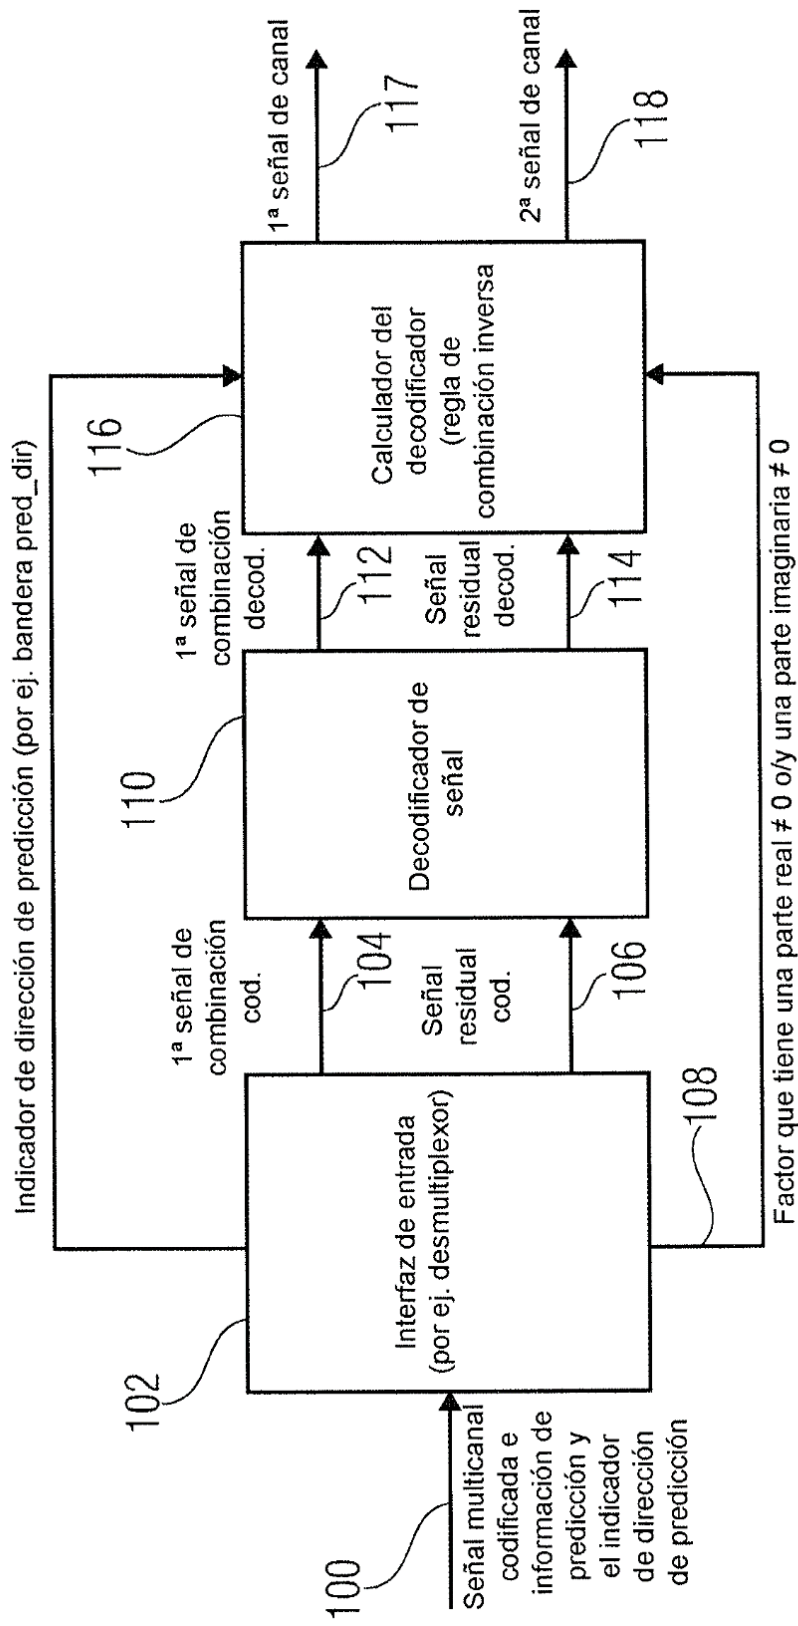 Indicador de dirección de predicción (por ej. bandera pred_dir)
100
Señal multicanal
codificada e
información de
predicción y
el indicador
de dirección
de predicción
102
Interfaz de entrada
(por ej. desmultiplexor)
1ª señal de
combinación
cod.
104
Señal
residual
cod.
106
108
110
Decodificador de
señal
1ª señal de
combinación
decod.
112
Señal
residual
decod.
114
116
Calculador del
decodificador
(regla de
combinación inversa
1ª señal de canal
117
2ª señal de canal
118
Factor que tiene una parte real ≠ 0 o/y una parte imaginaria ≠ 0